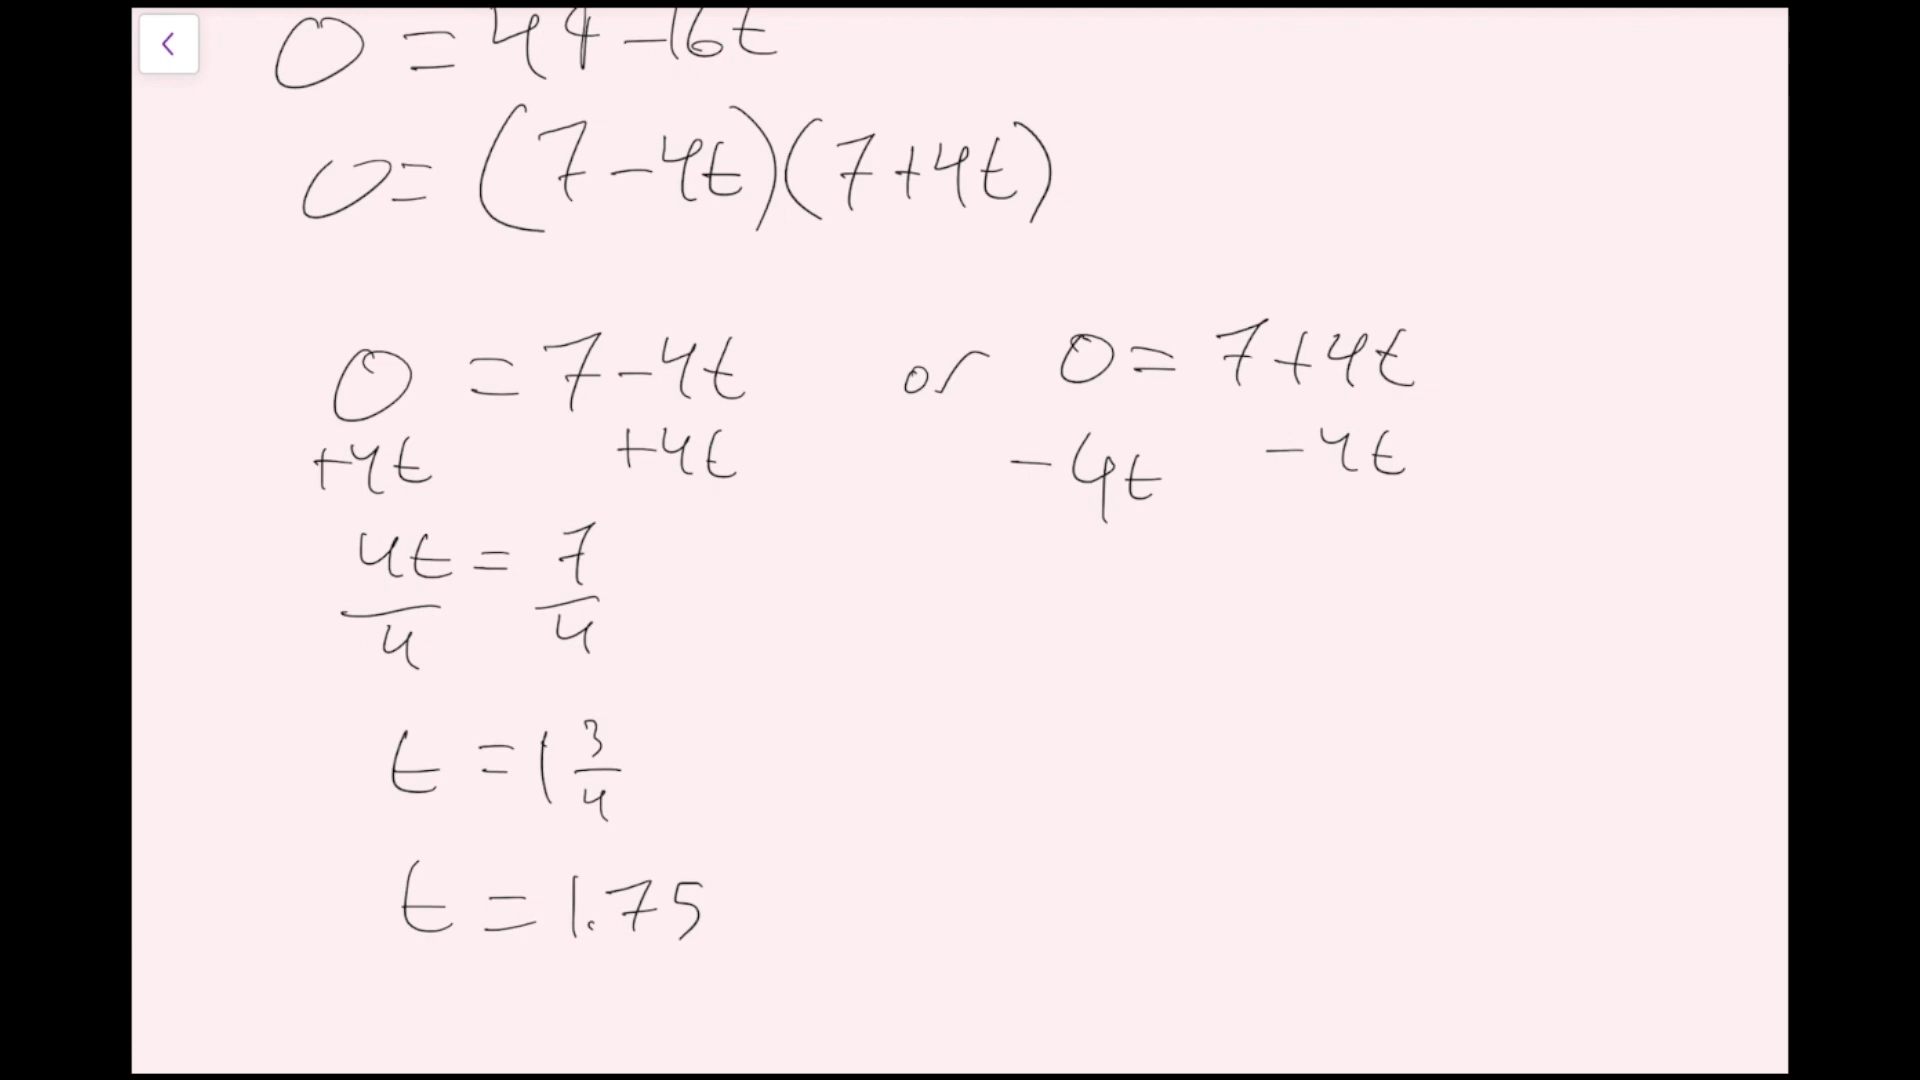 0 = 49 - 16t
0 = (7 - 4t)(7 + 4t)
0 = 7 - 4t or 0 = 7 + 4t
+4t +4t -4t -4t
4t = 7
4 4
t = 1 3/4
t = 1.75